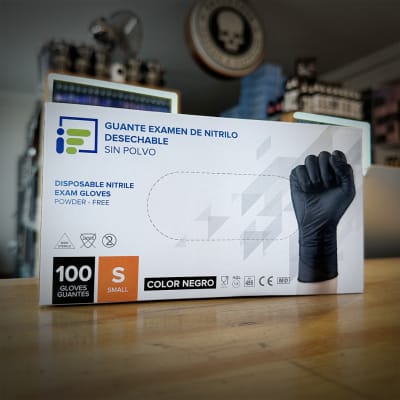 GUANTE EXAMEN DE NITRILO
DESECHABLE
SIN POLVO
DISPOSABLE NITRILE
EXAM GLOVES
POWDER - FREE
100
GLOVES
GUANTES
S
SMALL
COLOR NEGRO
CE